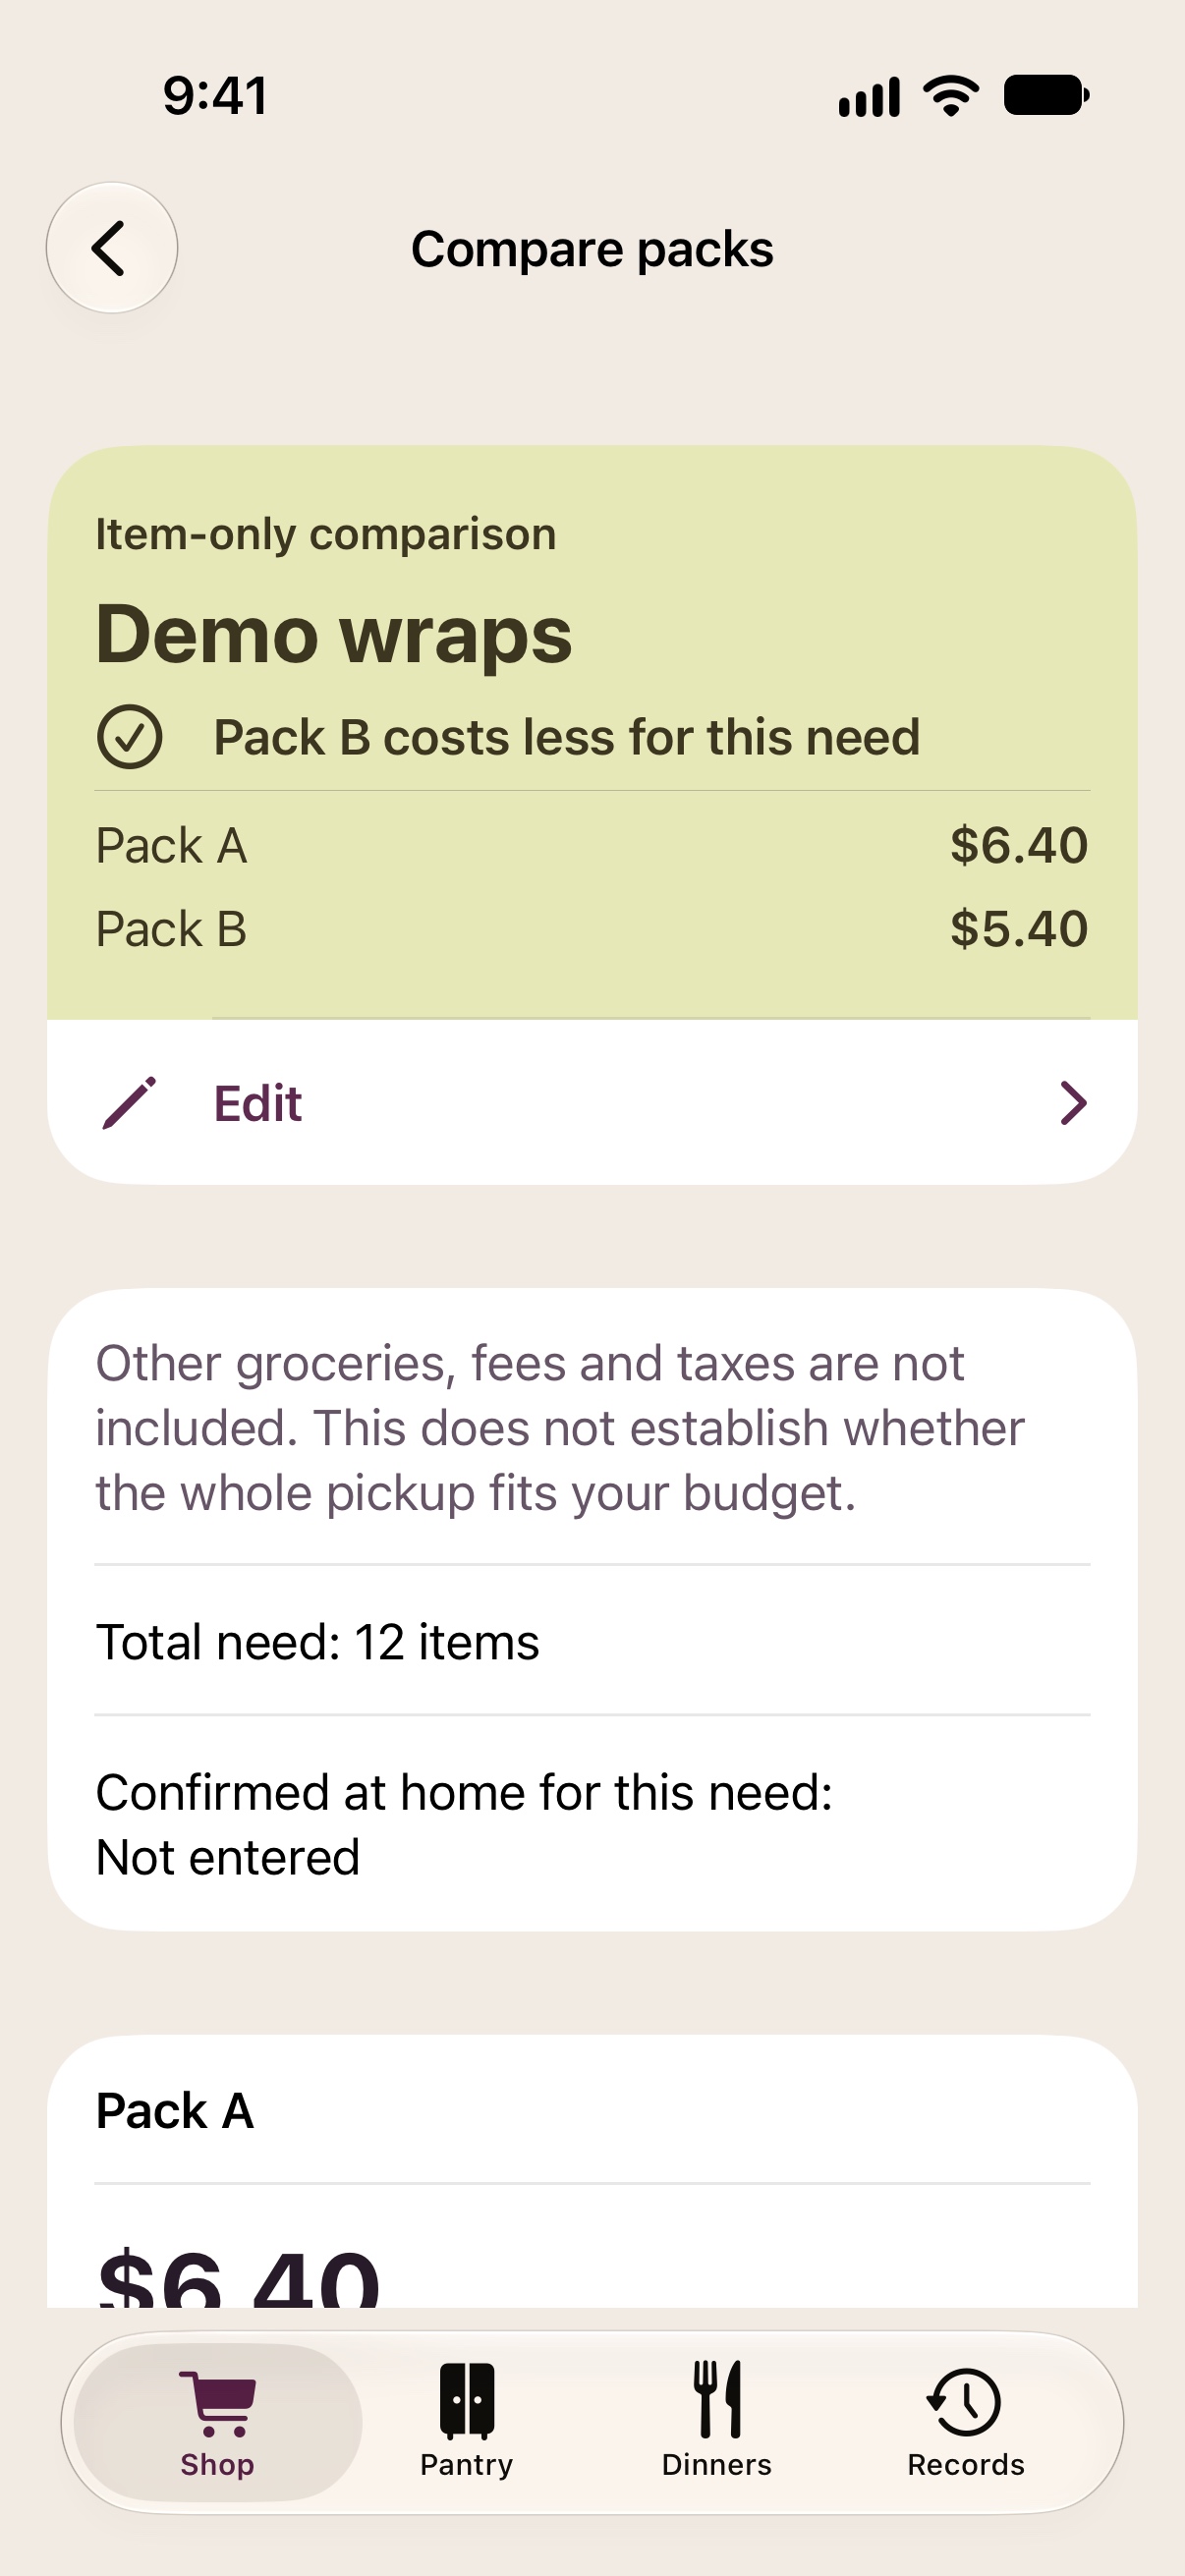 9:41
Compare packs
Item-only comparison
Demo wraps
Pack B costs less for this need
Pack A $6.40
Pack B $5.40
Edit
Other groceries, fees and taxes are not
included. This does not establish whether
the whole pickup fits your budget.
Total need: 12 items
Confirmed at home for this need:
Not entered
Pack A
$6.40
Shop Pantry Dinners Records